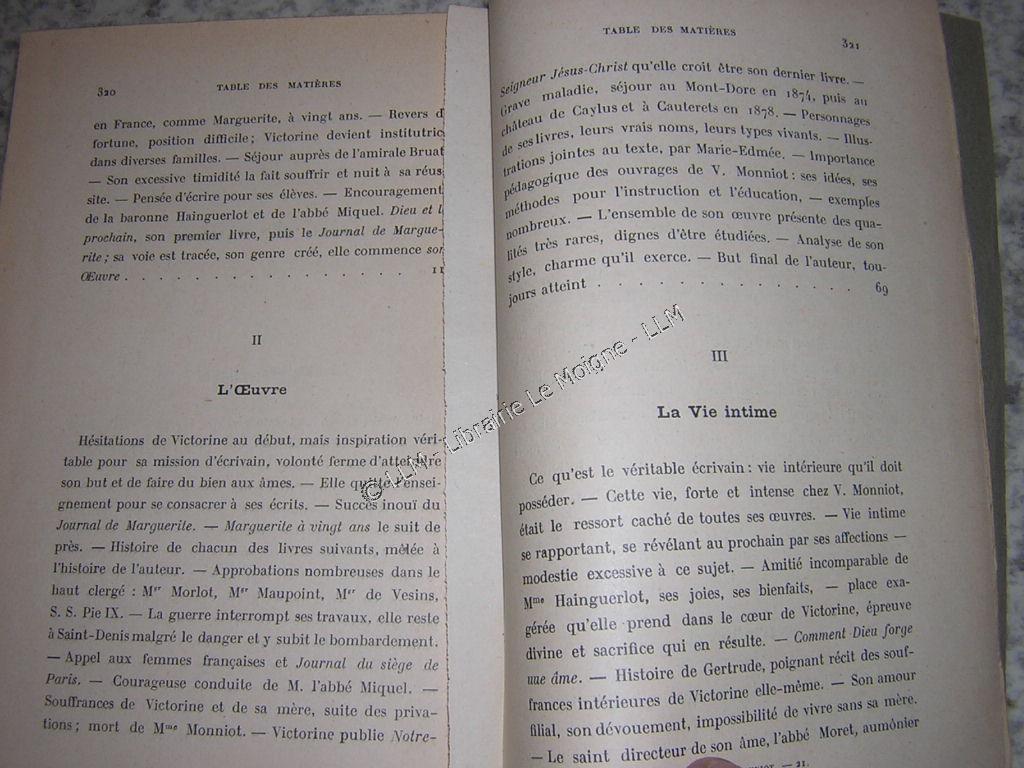 320 TABLE DES MATIÈRES
en France, comme Marguerite, à vingt ans. — Revers d
fortune, position difficile; Victorine devient institutric
dans diverses familles. — Séjour auprès de l'amirale Bruat
— Son excessive timidité la fait souffrir et nuit à sa réus
site. — Pensée d'écrire pour ses élèves. — Encouragement
de la baronne Hainguerlot et de l'abbé Miquel. Dieu et l
prochain, son premier livre, puis le Journal de Margue-
rite; sa voie est tracée, son genre créé, elle commence son
Œuvre . . . . . . . . . . . . . . . 11
II
L'Œuvre
Hésitations de Victorine au début, mais inspiration véri-
table pour sa mission d'écrivain, volonté ferme d'atteindre
son but et de faire du bien aux âmes. — Elle quitte l'ensei-
gnement pour se consacrer à ses écrits. — Succès inouï du
Journal de Marguerite. — Marguerite à vingt ans le suit de
près. — Histoire de chacun des livres suivants, mêlée à
l'histoire de l'auteur. — Approbations nombreuses dans le
haut clergé : Mgr Morlot, Mgr Maupoint, Mgr de Vesins,
S. S. Pie IX. — La guerre interrompt ses travaux, elle reste
à Saint-Denis malgré le danger et y subit le bombardement.
— Appel aux femmes françaises et Journal du siège de
Paris. — Courageuse conduite de M. l'abbé Miquel. —
Souffrances de Victorine et de sa mère, suite des priva-
tions; mort de Mme Monniot. — Victorine publie Notre-
TABLE DES MATIÈRES 321
Seigneur Jésus-Christ qu'elle croit être son dernier livre. —
Grave maladie, séjour au Mont-Dore en 1874, puis au
château de Caylus et à Cauterets en 1878. — Personnages
de ses livres, leurs vrais noms, leurs types vivants. — Illus-
trations jointes au texte, par Marie-Edmée. — Importance
pédagogique des ouvrages de V. Monniot : ses idées, ses
méthodes pour l'instruction et l'éducation, — exemples
nombreux. — L'ensemble de son œuvre présente des qua-
lités très rares, dignes d'être étudiées. — Analyse de son
style, charme qu'il exerce. — But final de l'auteur, tou-
jours atteint . . . . . . . . . . . . . . 69
III
La Vie intime
Ce qu'est le véritable écrivain : vie intérieure qu'il doit
posséder. — Cette vie, forte et intense chez V. Monniot,
était le ressort caché de toutes ses œuvres. — Vie intime
se rapportant, se révélant au prochain par ses affections —
modestie excessive à ce sujet. — Amitié incomparable de
Mme Hainguerlot, ses joies, ses bienfaits, — place exa-
gérée qu'elle prend dans le cœur de Victorine, épreuve
divine et sacrifice qui en résulte. — Comment Dieu forge
une âme. — Histoire de Gertrude, poignant récit des souf-
frances intérieures de Victorine elle-même. — Son amour
filial, son dévouement, impossibilité de vivre sans sa mère.
— Le saint directeur de son âme, l'abbé Moret, aumônier
— 21.
© LLM - Librairie Le Moigne - LLM